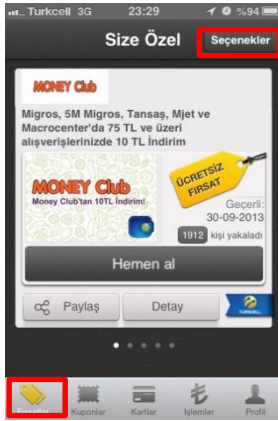 Turkcell 3G 23:29 %94
Size Özel Seçenekler
MONEY Club
Migros, 5M Migros, Tansaş, Mjet ve
Macrocenter'da 75 TL ve üzeri
alışverişlerinizde 10 TL İndirim
MONEY Club
Money Club'tan 10TL İndirim!
ÜCRETSİZ
FIRSAT
Geçerli:
30-09-2013
1912 kişi yakaladı
Hemen al
Paylaş Detay
TURKCELL
Fırsatlar Kuponlar Kartlar İşlemler Profil